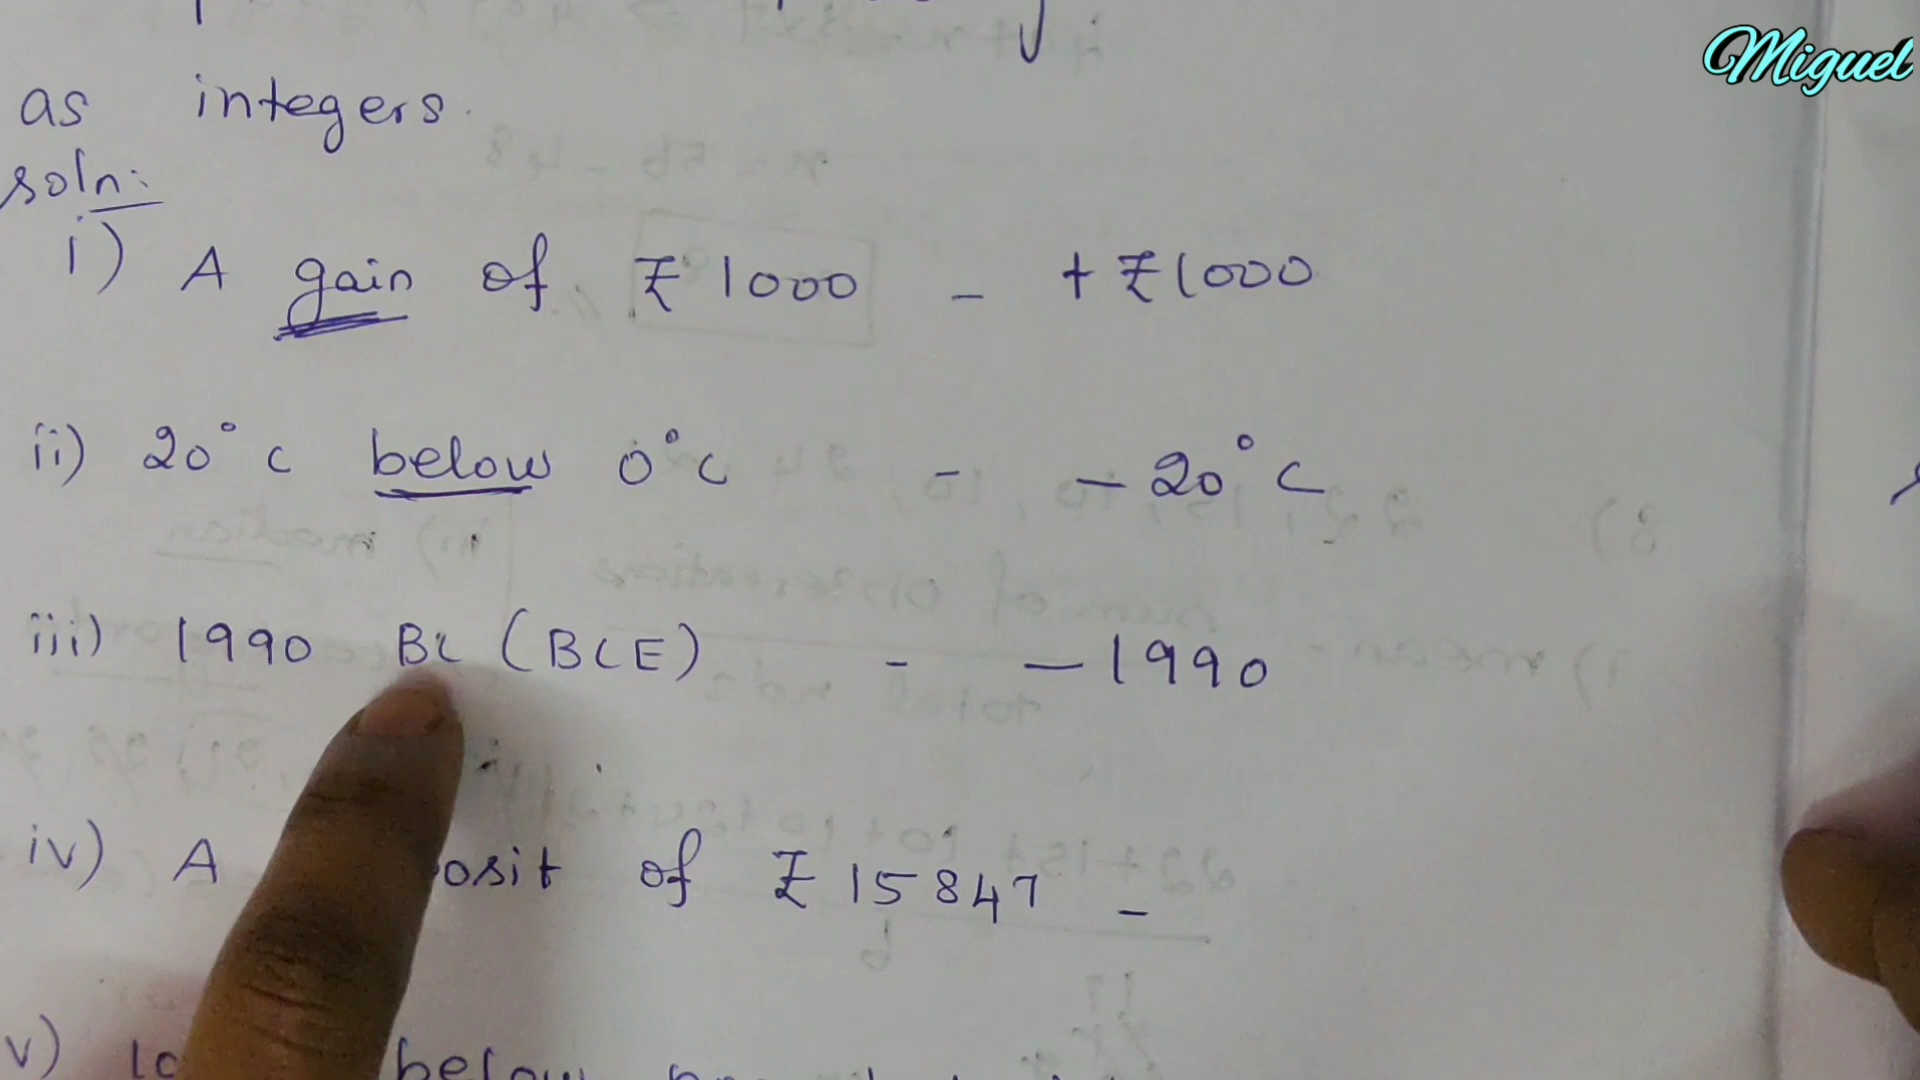 Miguel
as integers.
soln:
i) A gain of ₹ 1000 - + ₹ 1000
ii) 20° C below 0° C - - 20° C
iii) 1990 BC (BCE) - - 1990
iv) A of ₹ 15847 -
v) below